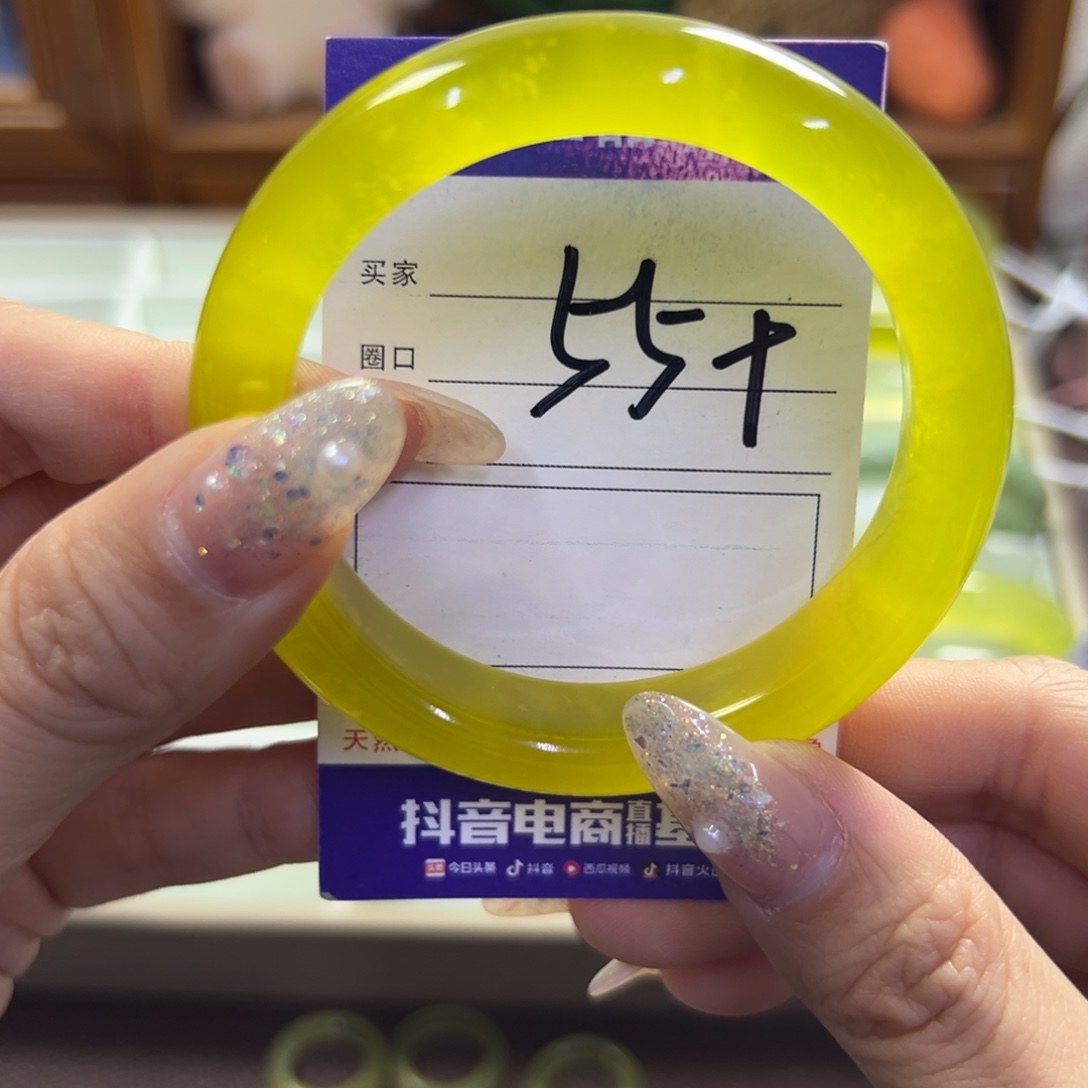 买家
圈口
55+
天然
抖音电商直播基
今日头条 抖音 西瓜视频 抖音火